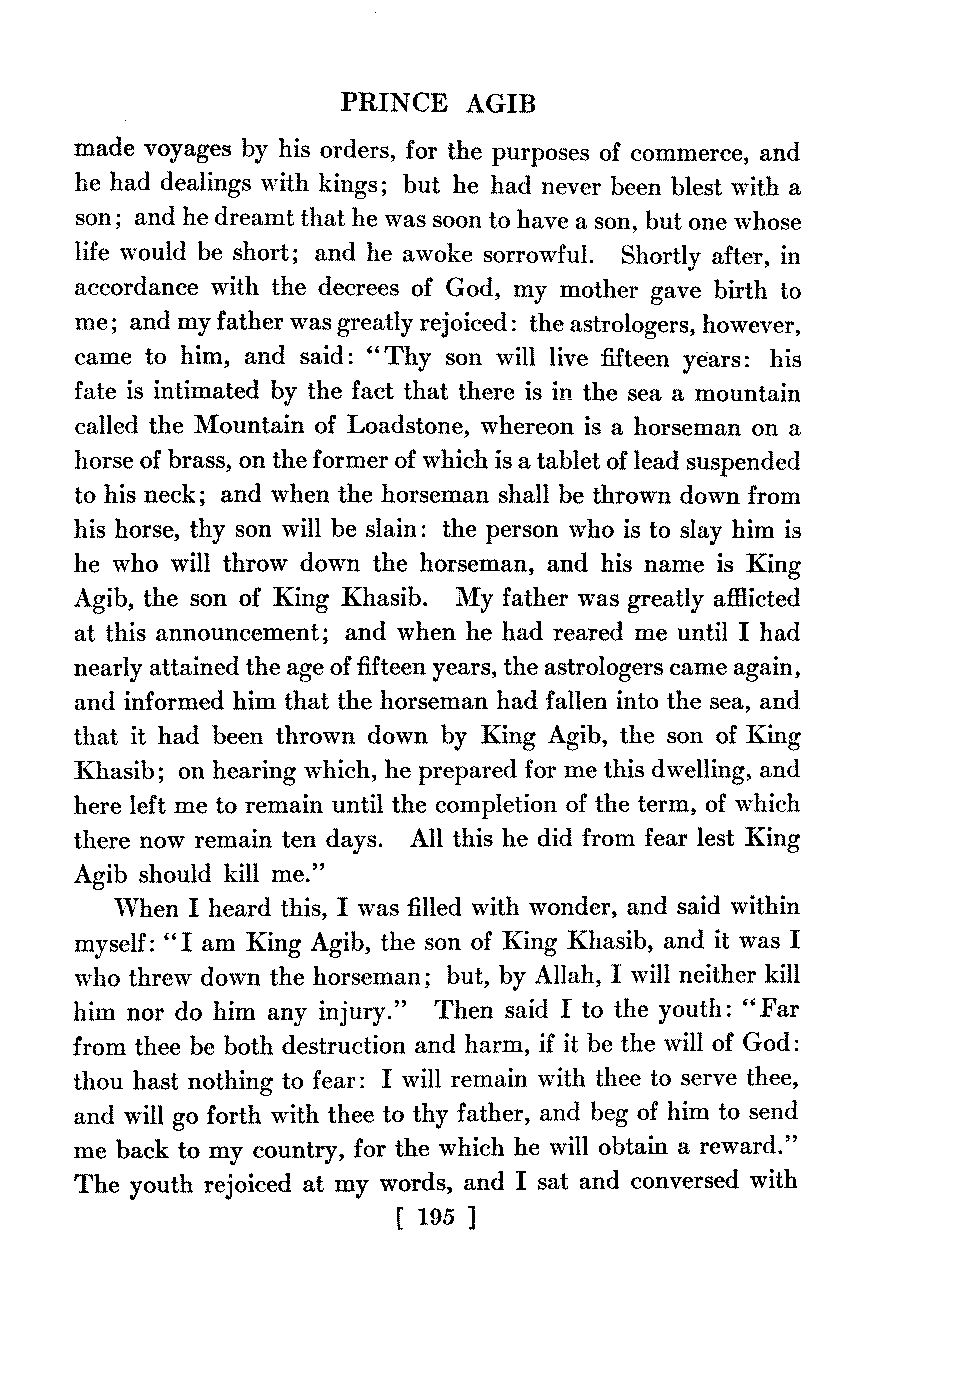 PRINCE AGIB
made voyages by his orders, for the purposes of commerce, and
he had dealings with kings; but he had never been blest with a
son; and he dreamt that he was soon to have a son, but one whose
life would be short; and he awoke sorrowful. Shortly after, in
accordance with the decrees of God, my mother gave birth to
me; and my father was greatly rejoiced: the astrologers, however,
came to him, and said: “Thy son will live fifteen years: his
fate is intimated by the fact that there is in the sea a mountain
called the Mountain of Loadstone, whereon is a horseman on a
horse of brass, on the former of which is a tablet of lead suspended
to his neck; and when the horseman shall be thrown down from
his horse, thy son will be slain: the person who is to slay him is
he who will throw down the horseman, and his name is King
Agib, the son of King Khasib. My father was greatly afflicted
at this announcement; and when he had reared me until I had
nearly attained the age of fifteen years, the astrologers came again,
and informed him that the horseman had fallen into the sea, and
that it had been thrown down by King Agib, the son of King
Khasib; on hearing which, he prepared for me this dwelling, and
here left me to remain until the completion of the term, of which
there now remain ten days. All this he did from fear lest King
Agib should kill me.”
When I heard this, I was filled with wonder, and said within
myself: “I am King Agib, the son of King Khasib, and it was I
who threw down the horseman; but, by Allah, I will neither kill
him nor do him any injury.” Then said I to the youth: “Far
from thee be both destruction and harm, if it be the will of God:
thou hast nothing to fear: I will remain with thee to serve thee,
and will go forth with thee to thy father, and beg of him to send
me back to my country, for the which he will obtain a reward.”
The youth rejoiced at my words, and I sat and conversed with
[ 195 ]